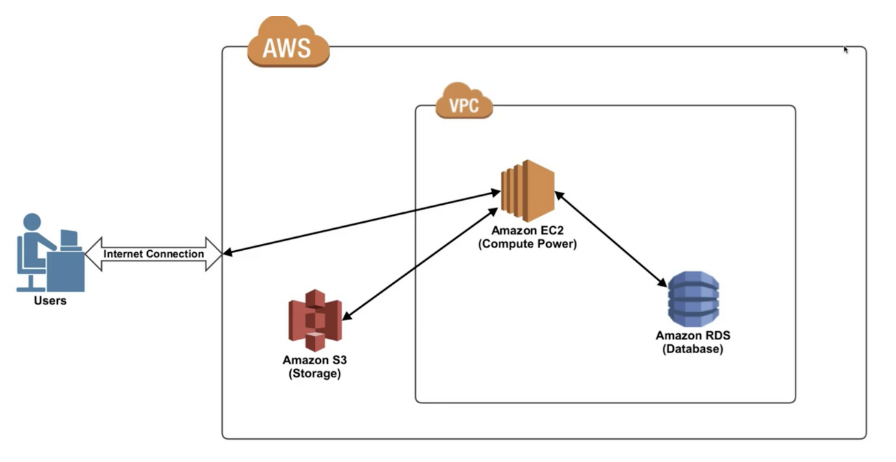 AWS
VPC
Amazon EC2
(Compute Power)
Internet Connection
Users
Amazon S3
(Storage)
Amazon RDS
(Database)